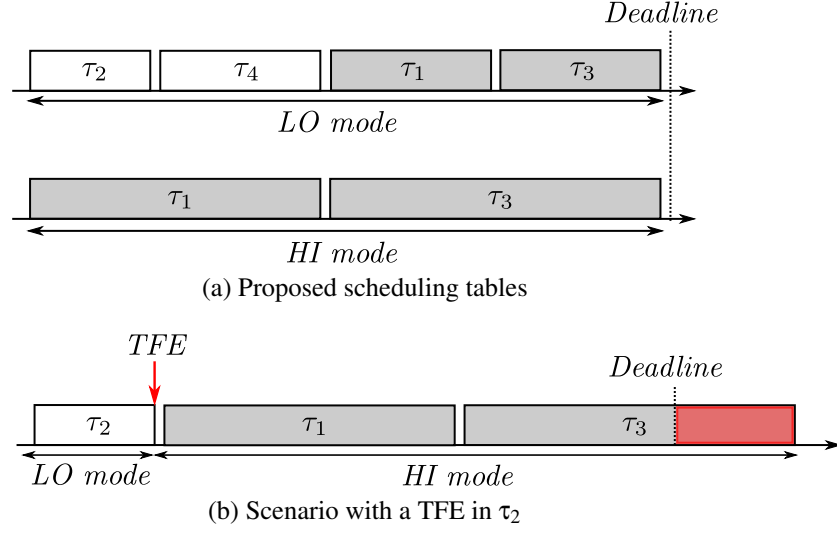 Deadline
τ2 τ4 τ1 τ3
LO mode
τ1 τ3
HI mode
(a) Proposed scheduling tables
TFE
Deadline
τ2 τ1 τ3
LO mode HI mode
(b) Scenario with a TFE in τ2